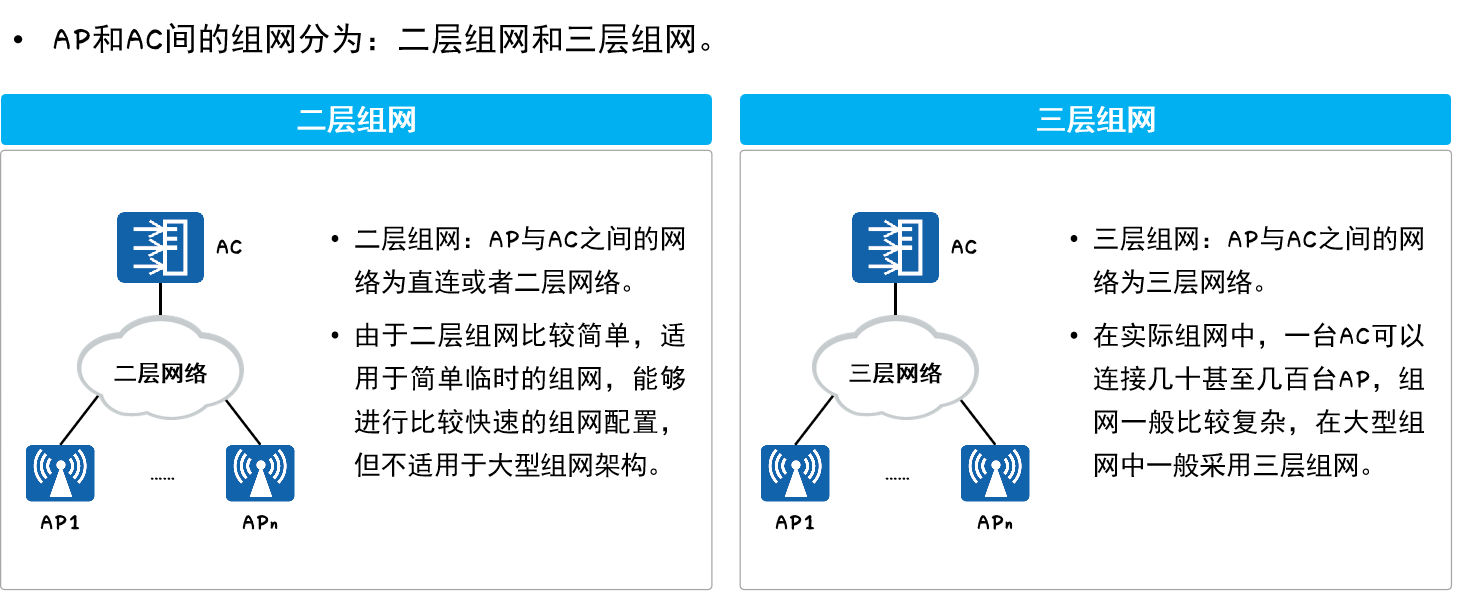 • AP和AC间的组网分为：二层组网和三层组网。
二层组网
AC
二层网络
......
AP1
APn
• 二层组网：AP与AC之间的网
络为直连或者二层网络。
• 由于二层组网比较简单，适
用于简单临时的组网，能够
进行比较快速的组网配置，
但不适用于大型组网架构。
三层组网
AC
三层网络
......
AP1
APn
• 三层组网：AP与AC之间的网
络为三层网络。
• 在实际组网中，一台AC可以
连接几十甚至几百台AP，组
网一般比较复杂，在大型组
网中一般采用三层组网。